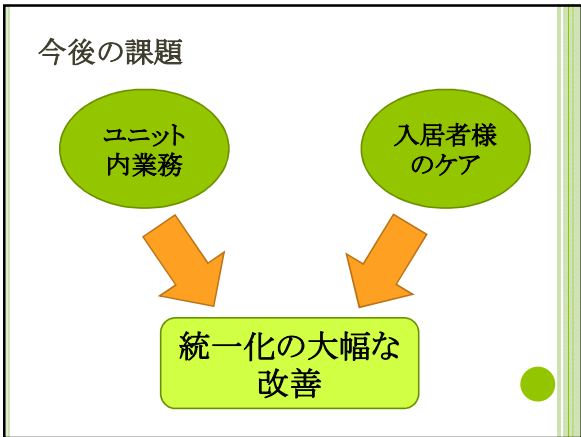 今後の課題
ユニット
内業務
入居者様
のケア
統一化の大幅な
改善